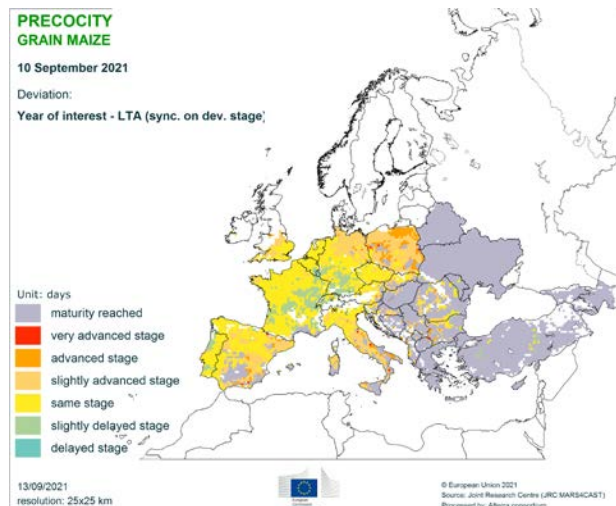 PRECOCITY
GRAIN MAIZE
10 September 2021
Deviation:
Year of interest - LTA (sync. on dev. stage)
Unit: days
maturity reached
very advanced stage
advanced stage
slightly advanced stage
same stage
slightly delayed stage
delayed stage
13/09/2021
resolution: 25x25 km
© European Union 2021
Source: Joint Research Centre (JRC MARS4CAST)